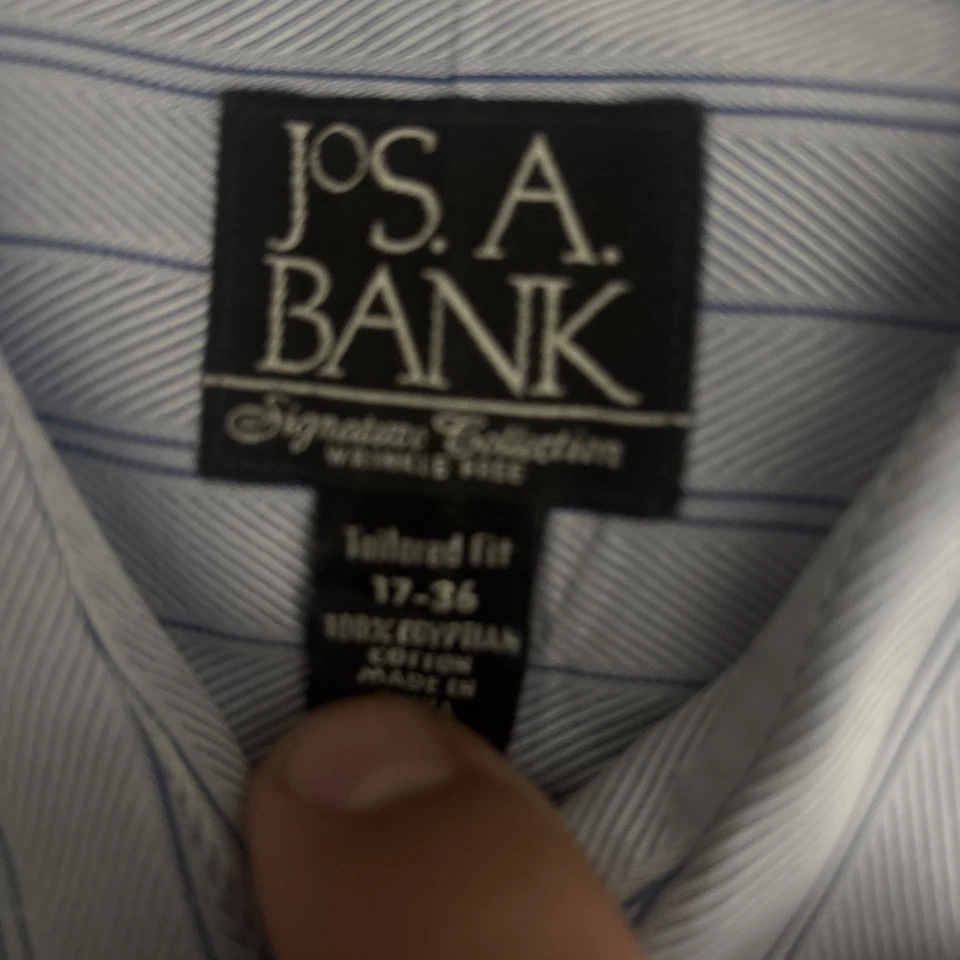 JoS. A.
BANK
Signature Collection
WRINKLE FREE
Tailored Fit
17-36
100% EGYPTIAN
COTTON
MADE IN